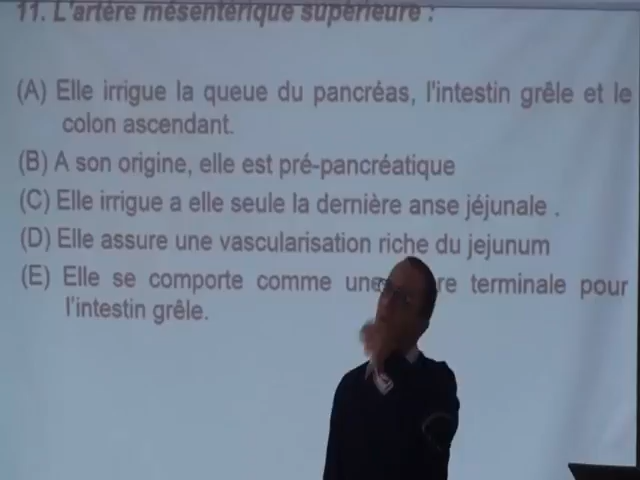 11. L'artère mésentérique supérieure :
(A) Elle irrigue la queue du pancréas, l'intestin grêle et le
colon ascendant.
(B) A son origine, elle est pré-pancréatique
(C) Elle irrigue a elle seule la dernière anse jéjunale .
(D) Elle assure une vascularisation riche du jejunum
(E) Elle se comporte comme une terminale pour
l'intestin grêle.